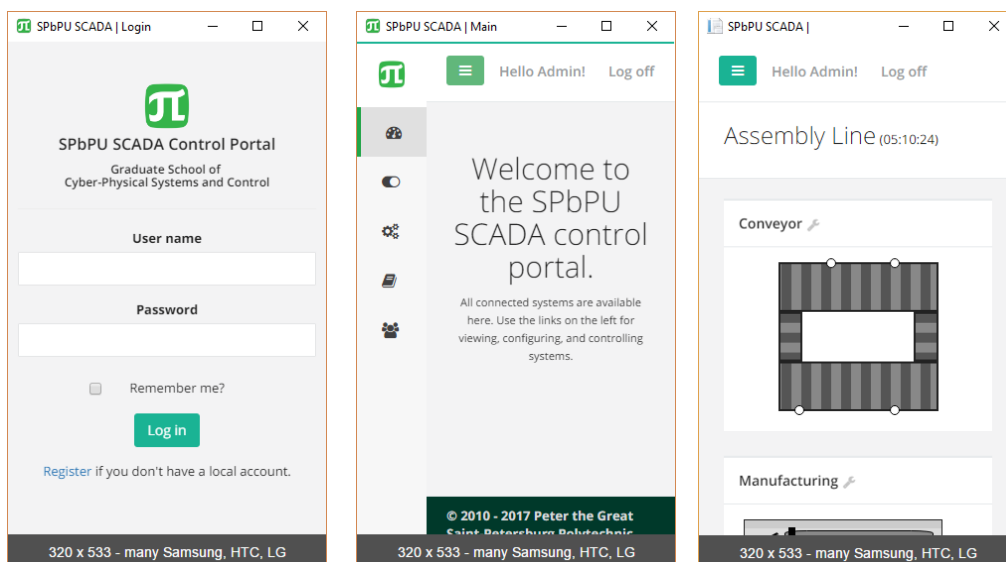 SPbPU SCADA | Login
SPbPU SCADA Control Portal
Graduate School of
Cyber-Physical Systems and Control
User name
Password
Remember me?
Log in
Register if you don't have a local account.
320 x 533 - many Samsung, HTC, LG
SPbPU SCADA | Main
Hello Admin! Log off
Welcome to
the SPbPU
SCADA control
portal.
All connected systems are available
here. Use the links on the left for
viewing, configuring, and controlling
systems.
© 2010 - 2017 Peter the Great
Saint-Petersburg Polytechnic
320 x 533 - many Samsung, HTC, LG
SPbPU SCADA |
Hello Admin! Log off
Assembly Line (05:10:24)
Conveyor
Manufacturing
320 x 533 - many Samsung, HTC, LG